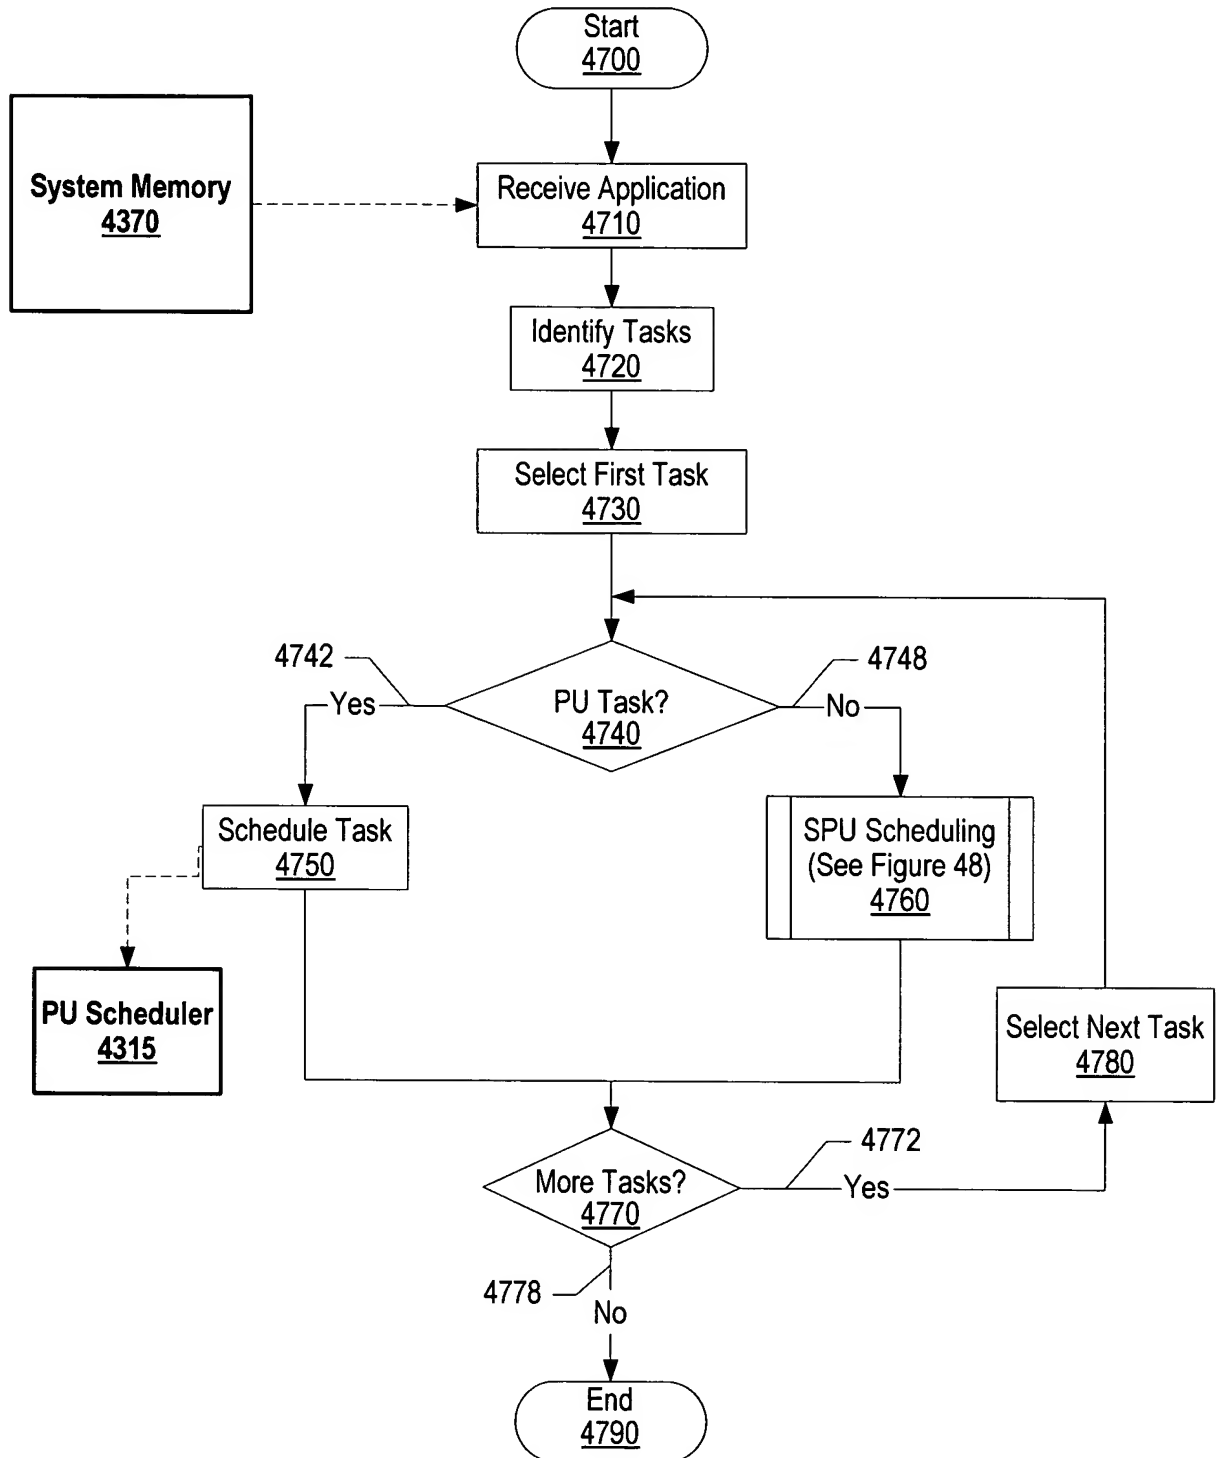 Start
4700
System Memory
4370
Receive Application
4710
Identify Tasks
4720
Select First Task
4730
4742
4748
Yes
PU Task?
4740
No
Schedule Task
4750
SPU Scheduling
(See Figure 48)
4760
PU Scheduler
4315
Select Next Task
4780
4772
More Tasks?
4770
Yes
4778
No
End
4790